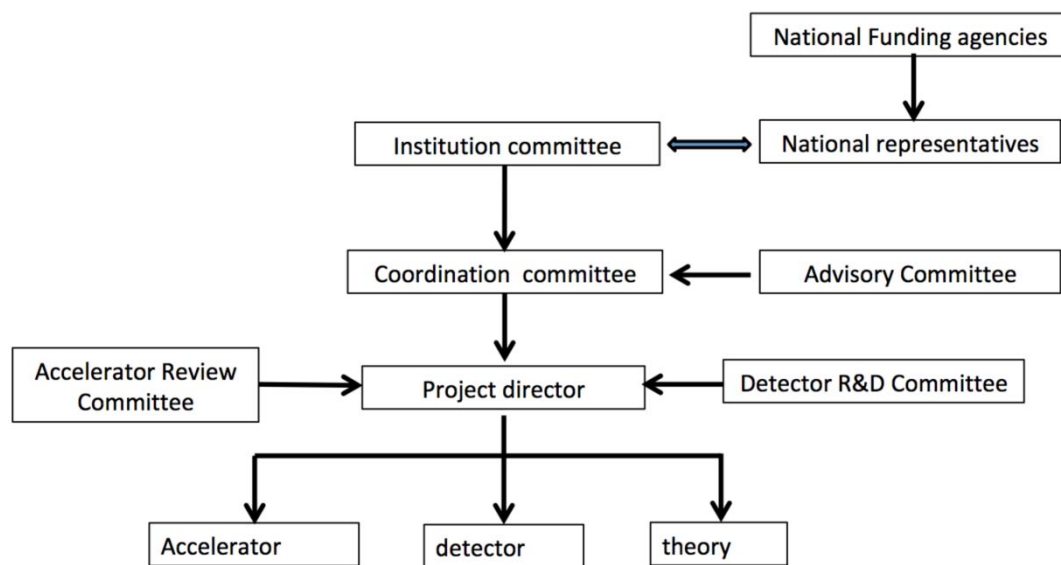 National Funding agencies
Institution committee
National representatives
Coordination committee
Advisory Committee
Accelerator Review
Committee
Project director
Detector R&D Committee
Accelerator
detector
theory